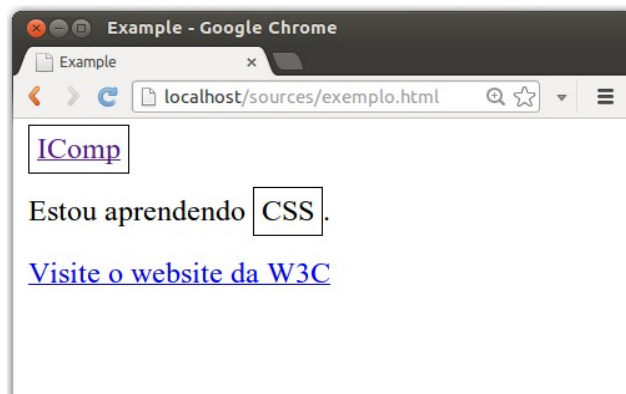 Example - Google Chrome
Example
localhost/sources/exemplo.html
IComp
Estou aprendendo CSS.
Visite o website da W3C